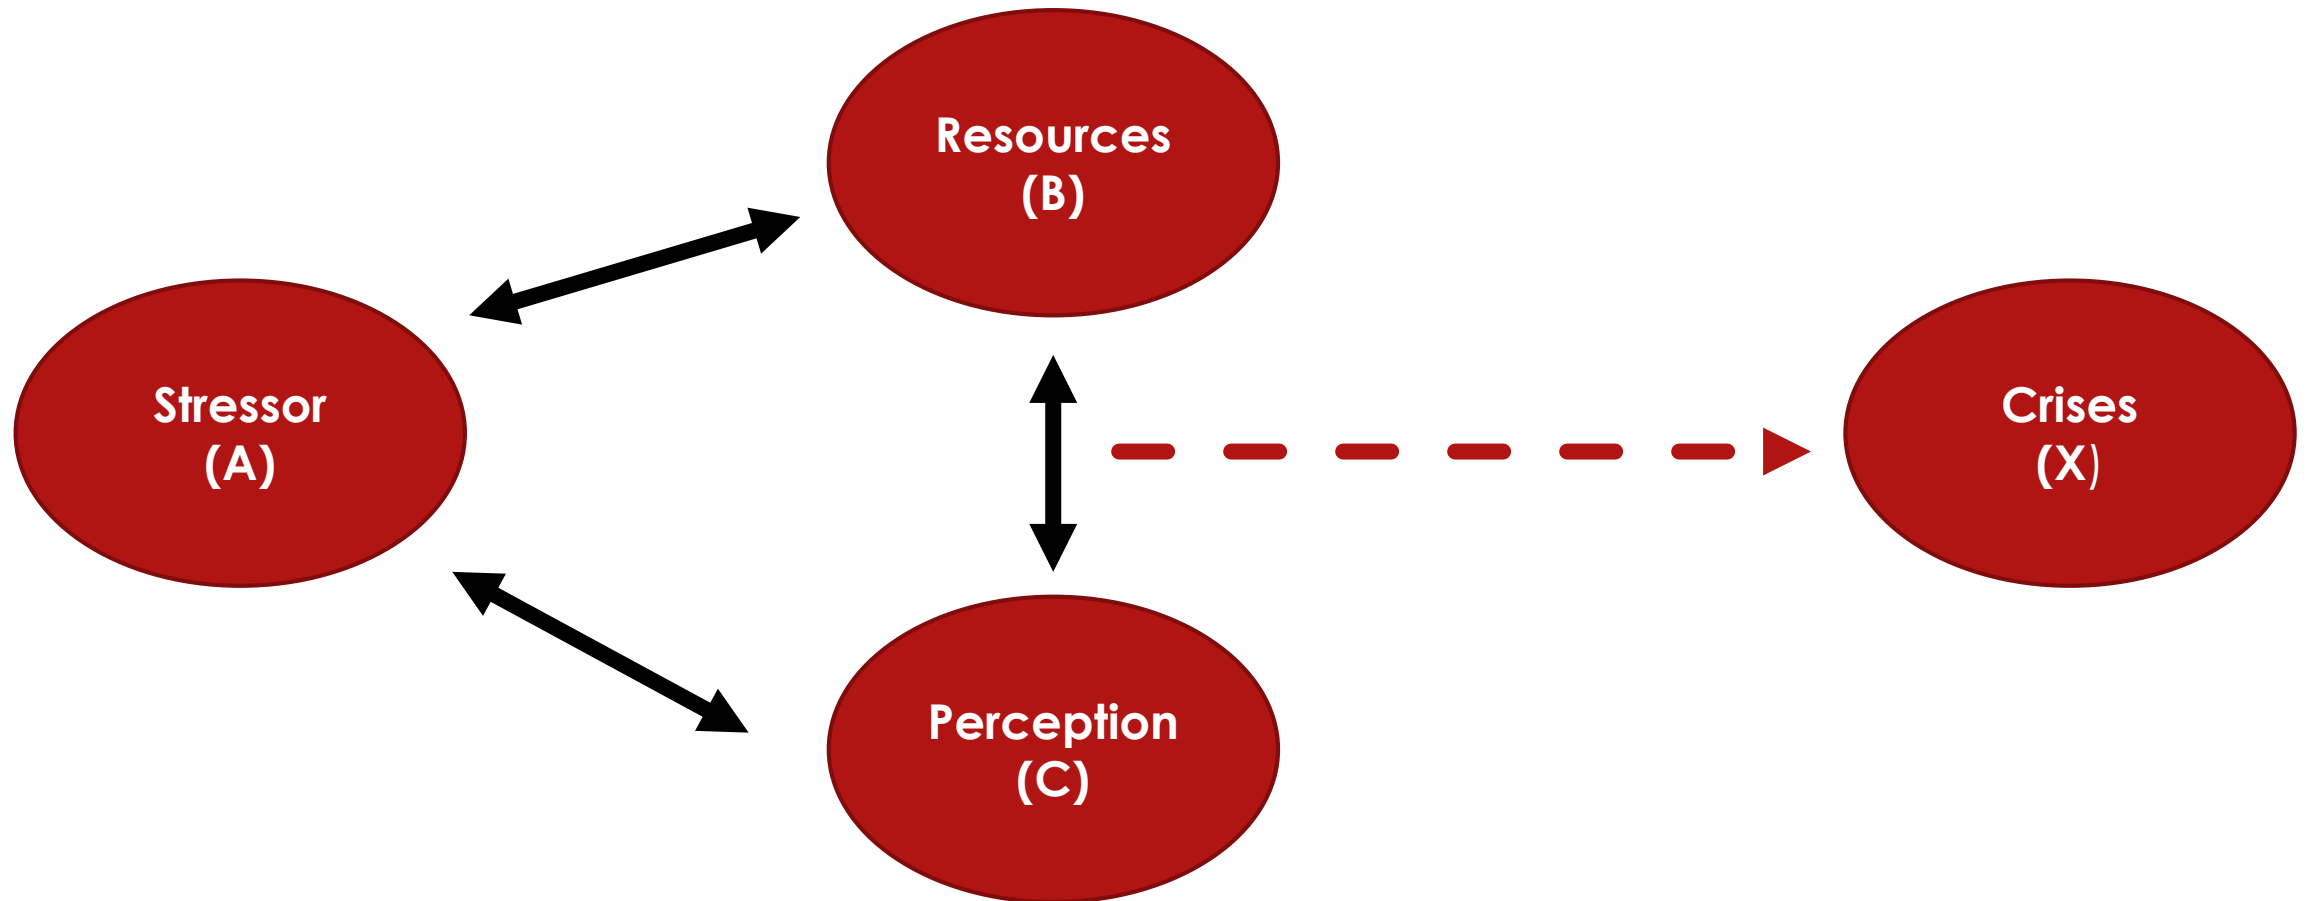 Resources
(B)
Stressor
(A)
Crises
(X)
Perception
(C)